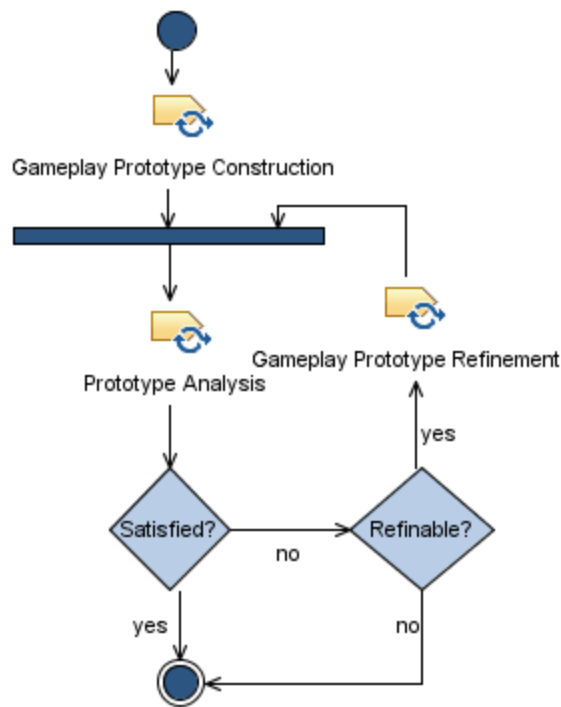 Gameplay Prototype Construction
Gameplay Prototype Refinement
Prototype Analysis
yes
Satisfied?
no
Refinable?
yes
no